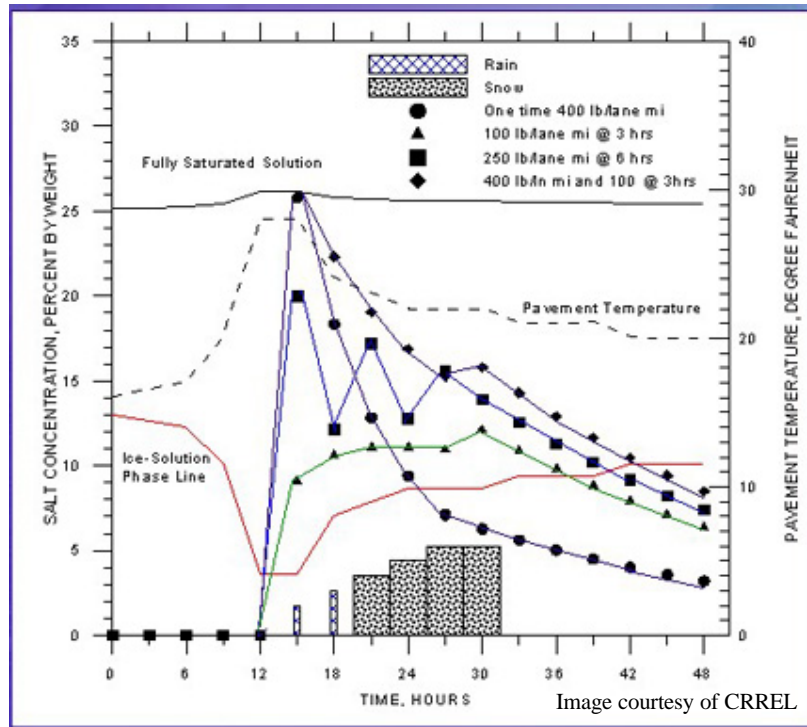 35
30
25
20
15
10
5
0
SALT CONCENTRATION, PERCENT BY WEIGHT
Rain
Snow
One time 400 lb/lane mi
100 lb/lane mi @ 3 hrs
250 lb/lane mi @ 6 hrs
400 lb/ln mi and 100 @ 3hrs
Fully Saturated Solution
Pavement Temperature
Ice-Solution
Phase Line
40
30
20
10
0
PAVEMENT TEMPERATURE, DEGREE FAHRENHEIT
0 6 12 18 24 30 36 42 48
TIME, HOURS
Image courtesy of CRREL